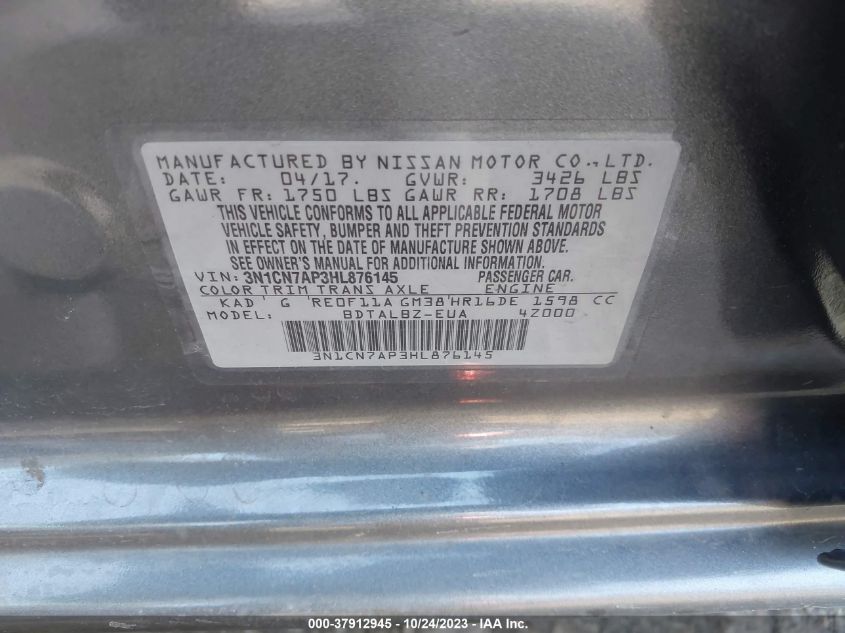 MANUFACTURED BY NISSAN MOTOR CO.,LTD.
DATE: 04/17. GVWR: 3426 LBS
GAWR FR: 1750 LBS GAWR RR: 1708 LBS
THIS VEHICLE CONFORMS TO ALL APPLICABLE FEDERAL MOTOR
VEHICLE SAFETY, BUMPER AND THEFT PREVENTION STANDARDS
IN EFFECT ON THE DATE OF MANUFACTURE SHOWN ABOVE.
SEE OWNER'S MANUAL FOR ADDITIONAL INFORMATION.
VIN: 3N1CN7AP3HL876145 PASSENGER CAR.
COLOR TRIM TRANS AXLE ENGINE
KAD ' G 'RE0F11A GM38'HR16DE 1598 CC
MODEL: BDTALBZ-EUA 4Z000
3N1CN7AP3HL876145
000-37912945 - 10/24/2023 - IAA Inc.